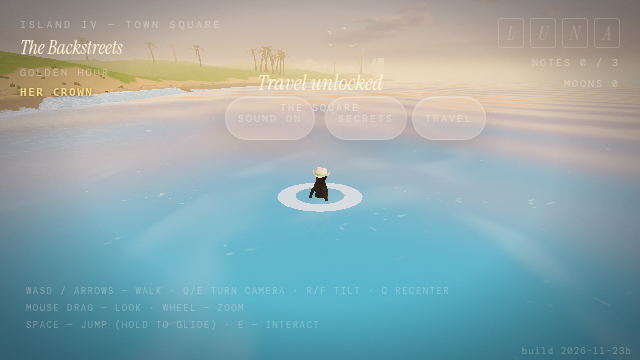 ISLAND IV — TOWN SQUARE
The Backstreets
GOLDEN HOUR
HER CROWN
L U N A
NOTES 0 / 3
MOONS 0
Travel unlocked
THE SQUARE
SOUND ON
SECRETS
TRAVEL
WASD / ARROWS — WALK · Q/E TURN CAMERA · R/F TILT · C RECENTER
MOUSE DRAG — LOOK · WHEEL — ZOOM
SPACE — JUMP (HOLD TO GLIDE) · E — INTERACT
build 2026-11-23b